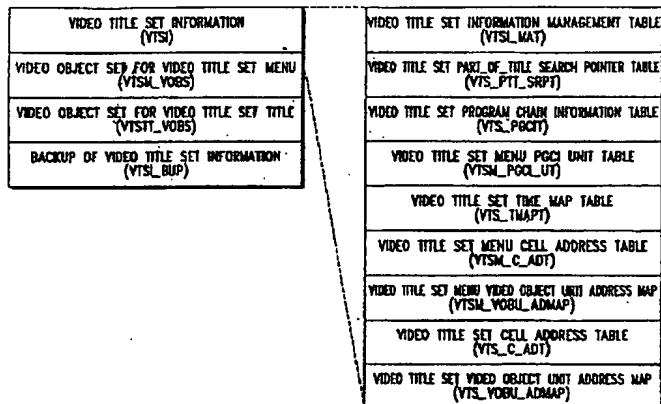 VIDEO TITLE SET INFORMATION
(VTSI)
VIDEO OBJECT SET FOR VIDEO TITLE SET MENU
(VTSM_VOBS)
VIDEO OBJECT SET FOR VIDEO TITLE SET TITLE
(VTSTT_VOBS)
BACKUP OF VIDEO TITLE SET INFORMATION
(VTSI_BUP)
VIDEO TITLE SET INFORMATION MANAGEMENT TABLE
(VTSI_MAT)
VIDEO TITLE SET PART_OF_TITLE SEARCH POINTER TABLE
(VTS_PTT_SRPT)
VIDEO TITLE SET PROGRAM CHAIN INFORMATION TABLE
(VTS_PGCIT)
VIDEO TITLE SET MENU PGCI UNIT TABLE
(VTSM_PGCI_UT)
VIDEO TITLE SET TIME MAP TABLE
(VTS_TMAPT)
VIDEO TITLE SET MENU CELL ADDRESS TABLE
(VTSM_C_ADT)
VIDEO TITLE SET MENU VIDEO OBJECT UNIT ADDRESS MAP
(VTSM_VOBU_ADMAP)
VIDEO TITLE SET CELL ADDRESS TABLE
(VTS_C_ADT)
VIDEO TITLE SET VIDEO OBJECT UNIT ADDRESS MAP
(VTS_VOBU_ADMAP)